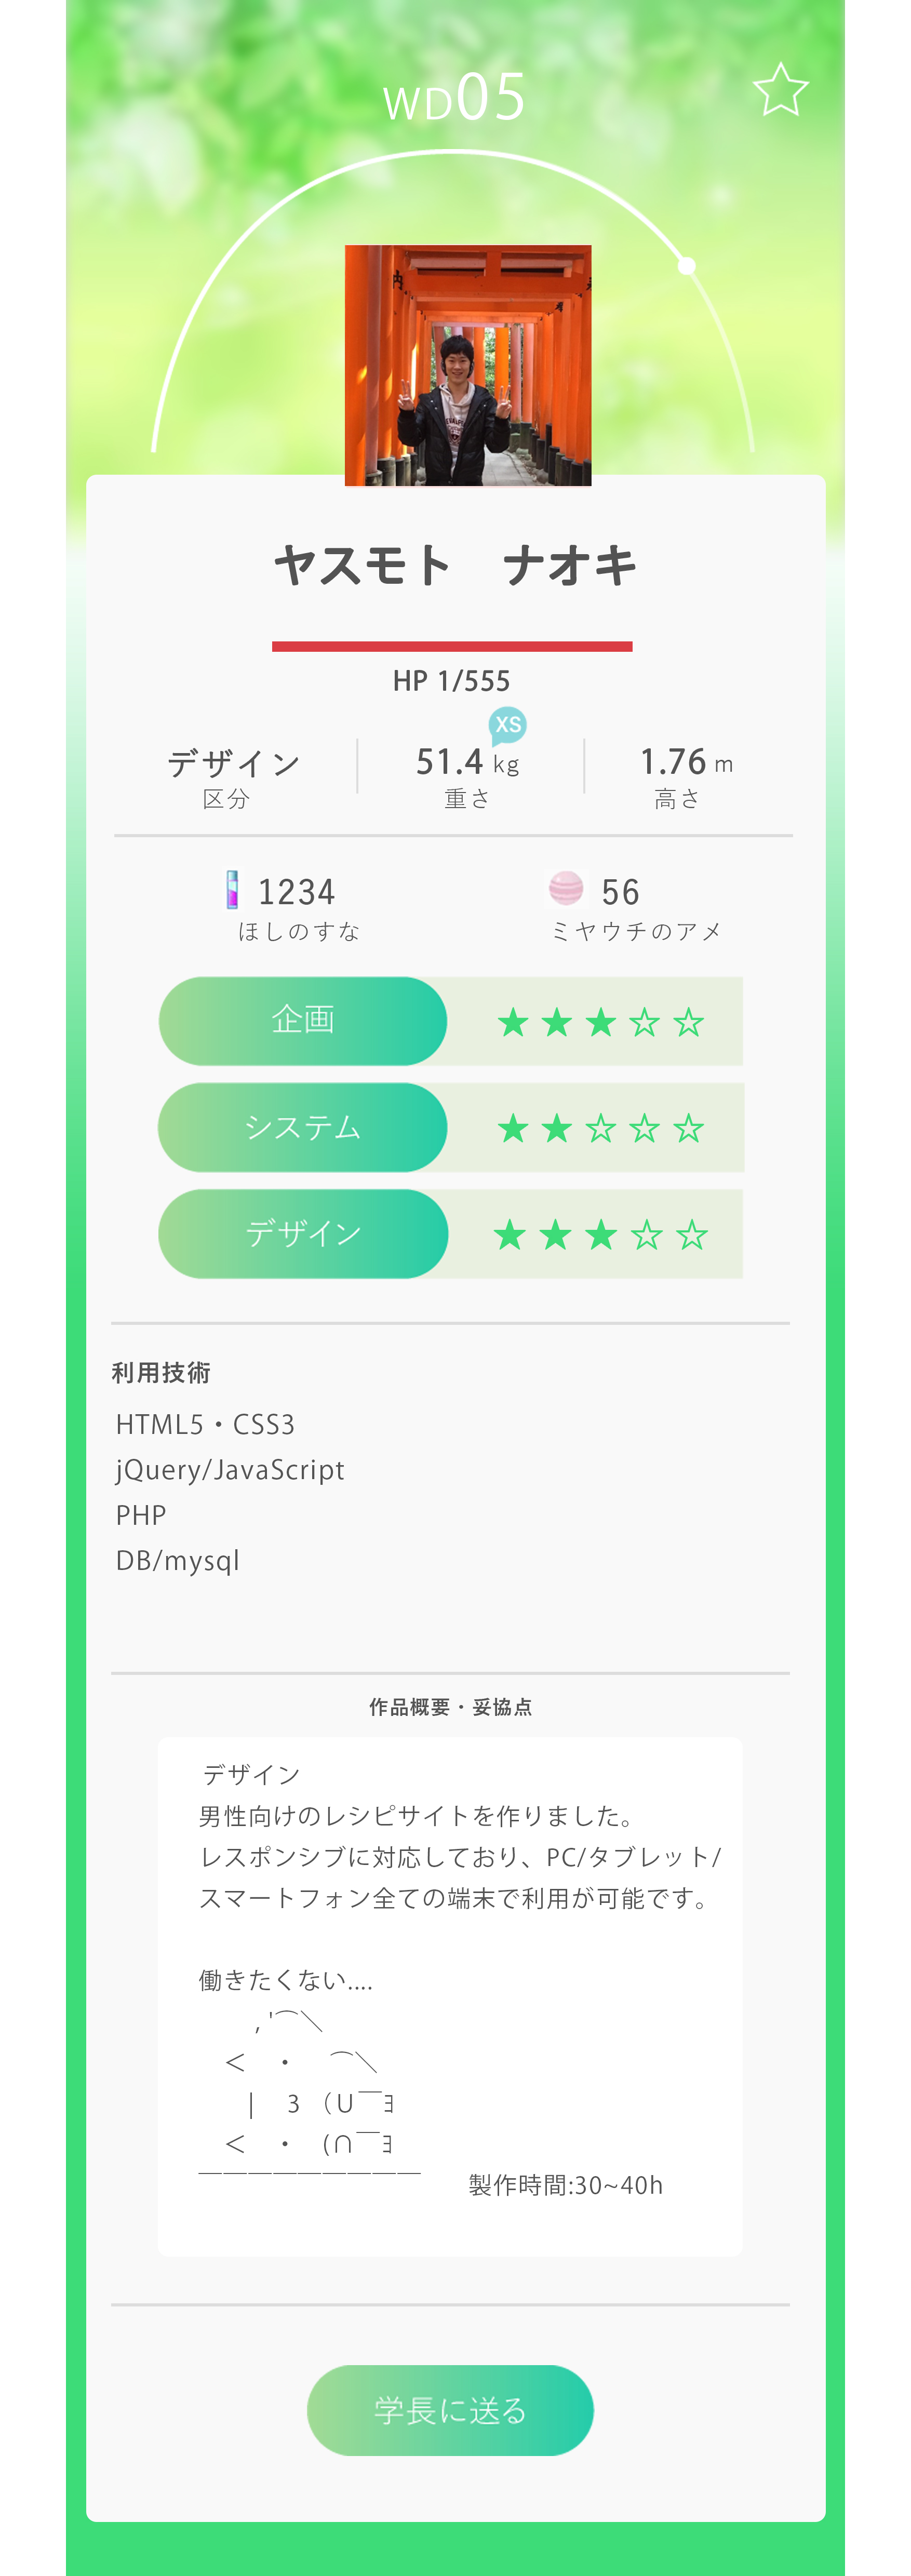 WD05
ヤスモト　ナオキ
HP 1/555
XS
デザイン 51.4 kg 1.76 m
区分 重さ 高さ
1234 56
ほしのすな ミヤウチのアメ
企画 ★★★☆☆
システム ★★☆☆☆
デザイン ★★★☆☆
利用技術
HTML5・CSS3
jQuery/JavaScript
PHP
DB/mysql
作品概要・妥協点
デザイン
男性向けのレシピサイトを作りました。
レスポンシブに対応しており、PC/タブレット/
スマートフォン全ての端末で利用が可能です。
働きたくない....
　　 , '⌒＼
　＜　・　 ⌒＼
　　|　3 （∪￣ヨ
　＜　・　(∩￣ヨ
￣￣￣￣￣￣￣￣￣
製作時間:30~40h
学長に送る